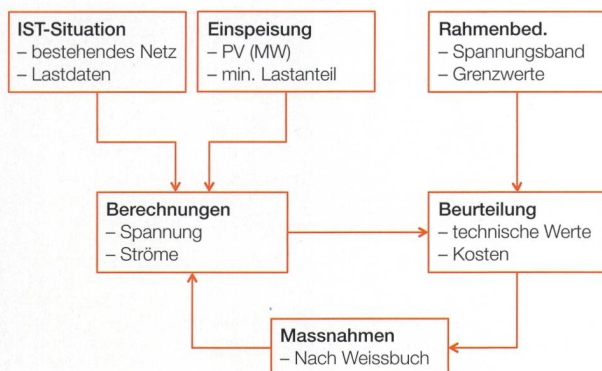 IST-Situation
– bestehendes Netz
– Lastdaten
Einspeisung
– PV (MW)
– min. Lastanteil
Rahmenbed.
– Spannungsband
– Grenzwerte
Berechnungen
– Spannung
– Ströme
Beurteilung
– technische Werte
– Kosten
Massnahmen
– Nach Weissbuch